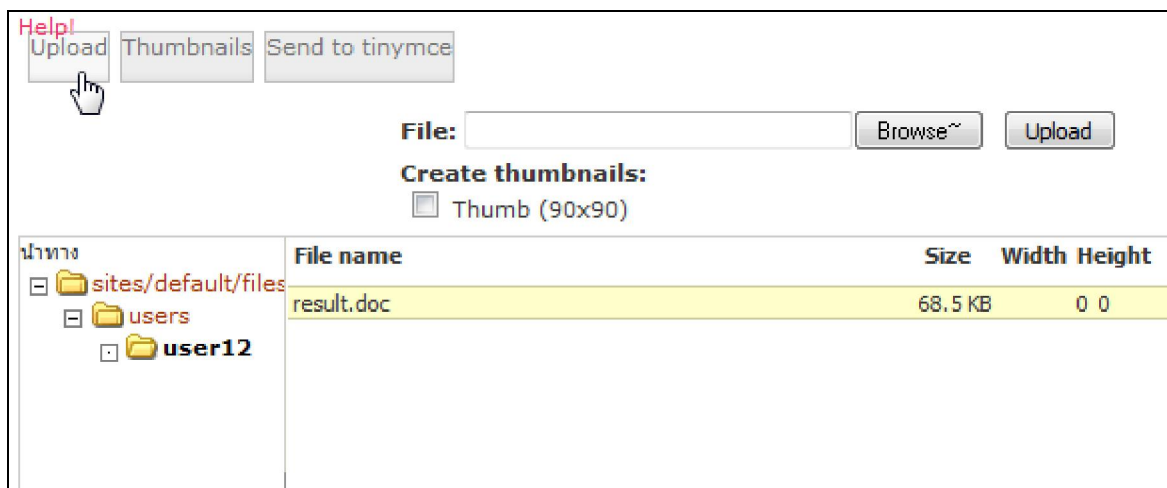 Help!
Upload Thumbnails Send to tinymce
File: Browse~ Upload
Create thumbnails:
Thumb (90x90)
นำทาง
sites/default/files
users
user12
File name Size Width Height
result.doc 68.5 KB 0 0